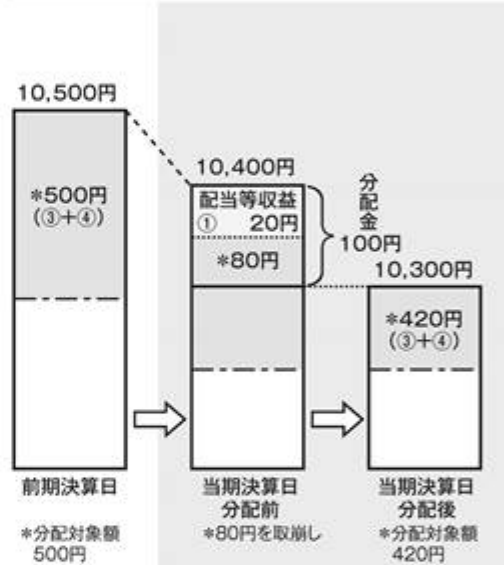 10,500円
*500円
(③+④)
前期決算日
*分配対象額
500円
10,400円
配当等収益
① 20円
*80円
分配金
100円
当期決算日
分配前
*80円を取崩し
10,300円
*420円
(③+④)
当期決算日
分配後
*分配対象額
420円